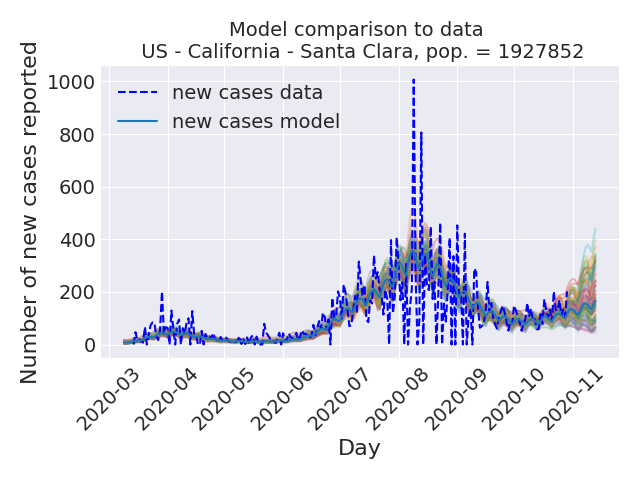 Model comparison to data
US - California - Santa Clara, pop. = 1927852
Number of new cases reported
1000
800
600
400
200
0
new cases data
new cases model
2020-03
2020-04
2020-05
2020-06
2020-07
2020-08
2020-09
2020-10
2020-11
Day